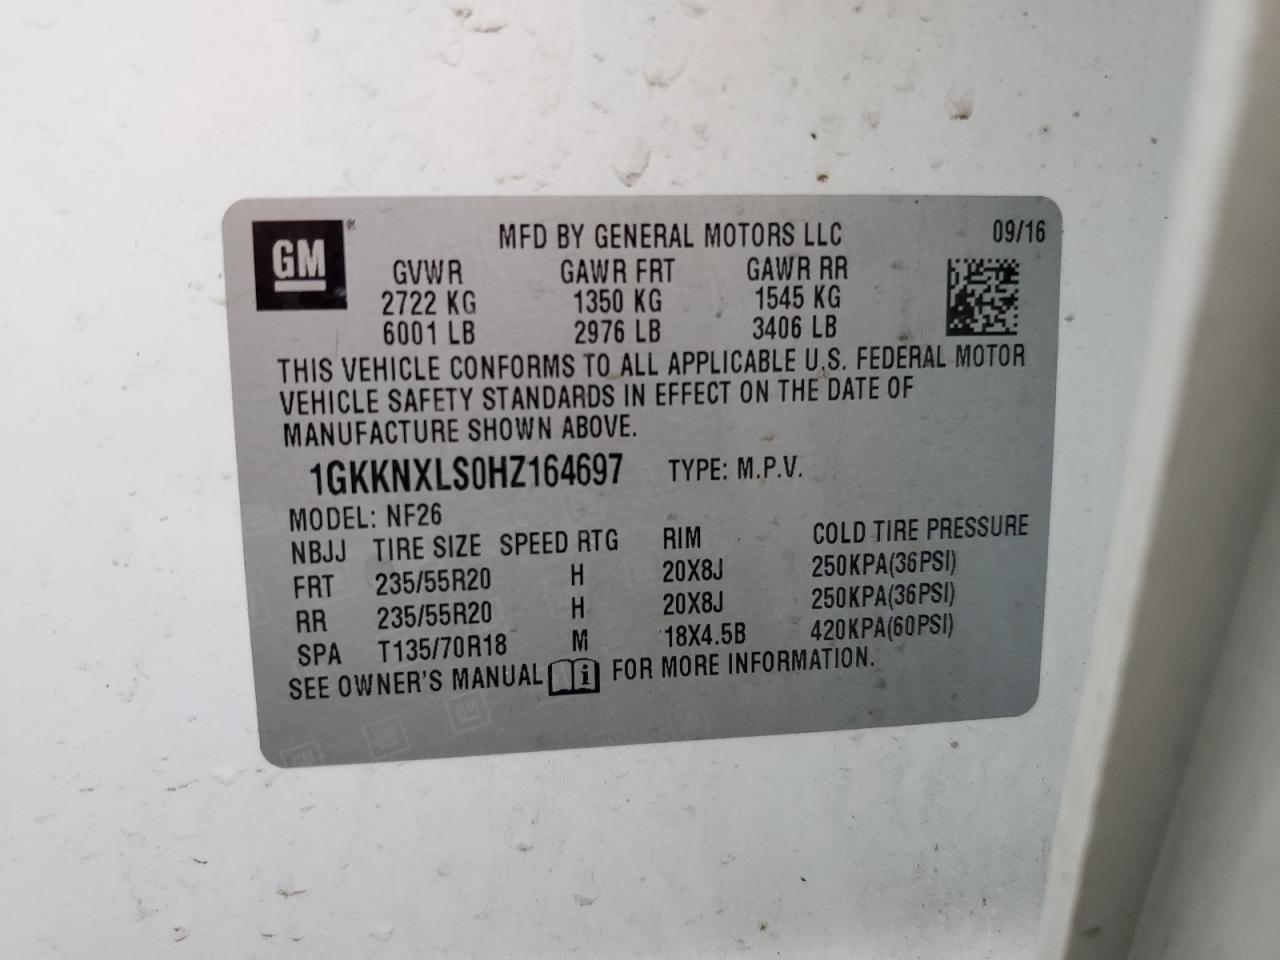 GM®
MFD BY GENERAL MOTORS LLC 09/16
GVWR GAWR FRT GAWR RR
2722 KG 1350 KG 1545 KG
6001 LB 2976 LB 3406 LB
THIS VEHICLE CONFORMS TO ALL APPLICABLE U.S. FEDERAL MOTOR
VEHICLE SAFETY STANDARDS IN EFFECT ON THE DATE OF
MANUFACTURE SHOWN ABOVE.
1GKKNXLS0HZ164697 TYPE: M.P.V.
MODEL: NF26
NBJJ TIRE SIZE SPEED RTG RIM COLD TIRE PRESSURE
FRT 235/55R20 H 20X8J 250KPA(36PSI)
RR 235/55R20 H 20X8J 250KPA(36PSI)
SPA T135/70R18 M 18X4.5B 420KPA(60PSI)
SEE OWNER'S MANUAL i FOR MORE INFORMATION.
GM GM GM